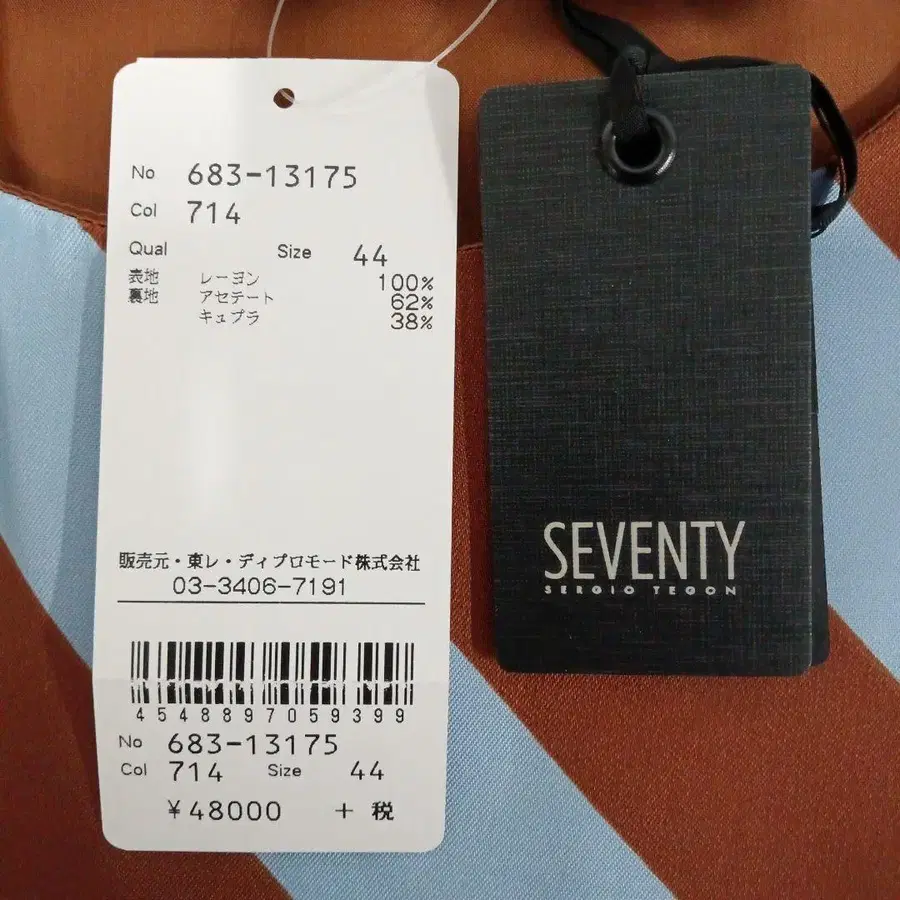 No 683-13175
Col 714
Qual Size 44
表地 レーヨン 100%
裏地 アセテート 62%
キュプラ 38%
販売元・東レ・ディプロモード株式会社
03-3406-7191
4548897059399
No 683-13175
Col 714 Size 44
¥48000 + 税
SEVENTY
SERGIO TEGON